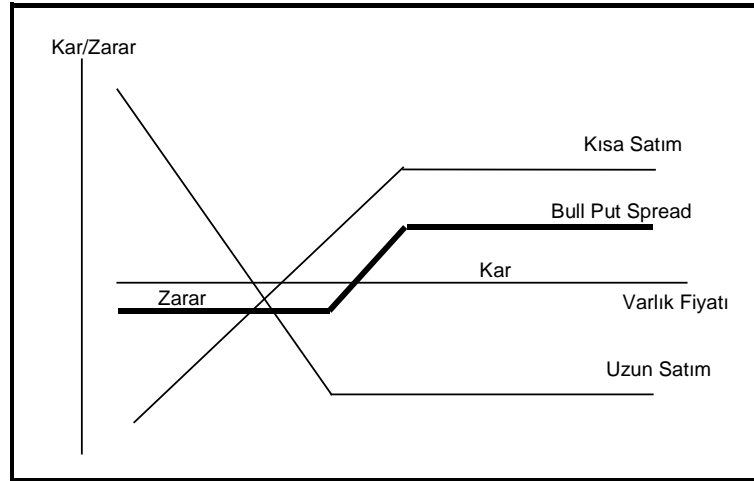 Kar/Zarar
Kısa Satım
Bull Put Spread
Kar
Zarar
Varlık Fiyatı
Uzun Satım